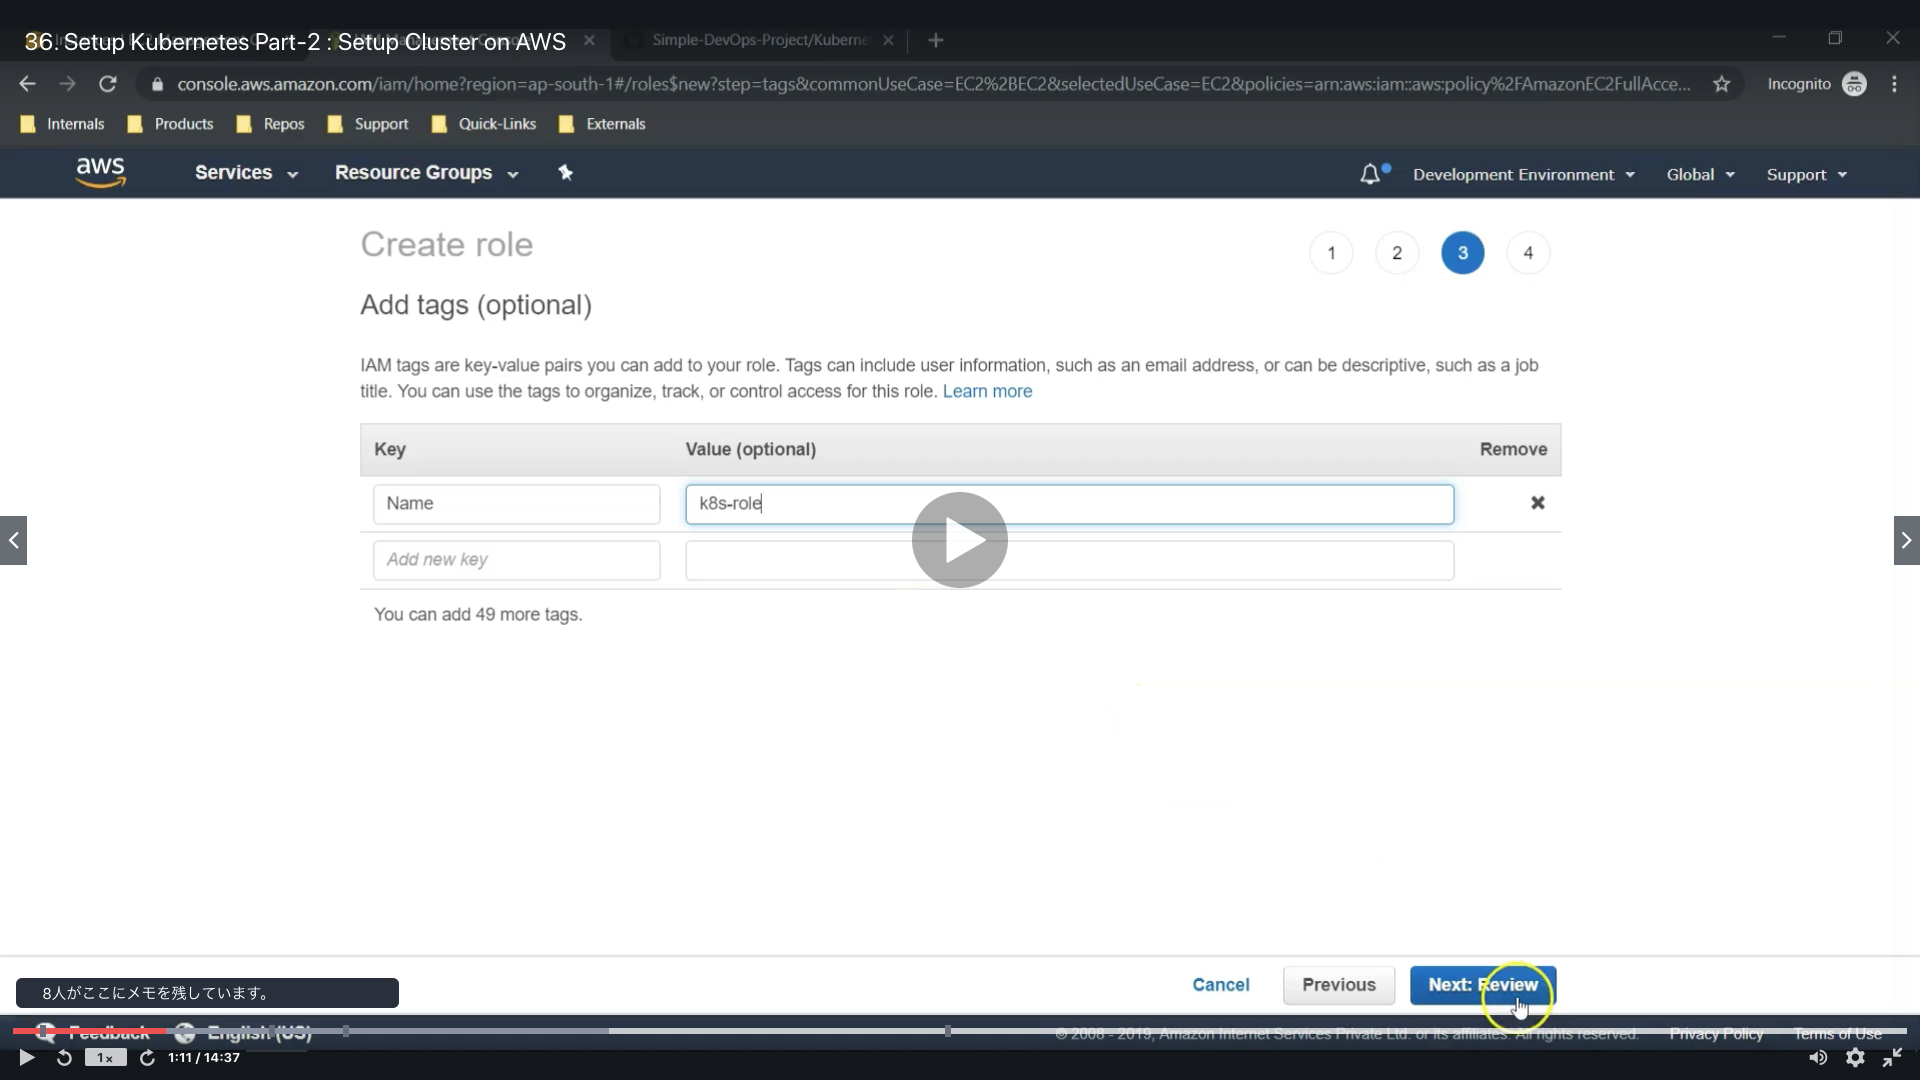 36. Setup Kubernetes Part-2 : Setup Cluster on AWS
Simple-DevOps-Project/Kuberne
console.aws.amazon.com/iam/home?region=ap-south-1#/roles$new?step=tags&commonUseCase=EC2%2BEC2&selectedUseCase=EC2&policies=arn:aws:iam::aws:policy%2FAmazonEC2FullAcce...
Incognito
Internals
Products
Repos
Support
Quick-Links
Externals
aws
Services
Resource Groups
Development Environment
Global
Support
Create role
1 2 3 4
Add tags (optional)
IAM tags are key-value pairs you can add to your role. Tags can include user information, such as an email address, or can be descriptive, such as a job
title. You can use the tags to organize, track, or control access for this role. Learn more
Key
Value (optional)
Remove
Name
k8s-role
Add new key
You can add 49 more tags.
Cancel
Previous
Next: Review
8人がここにメモを残しています。
Feedback
English (US)
© 2008 - 2019, Amazon Internet Services Private Ltd. or its affiliates. All rights reserved.
Privacy Policy
Terms of Use
1x
1:11 / 14:37